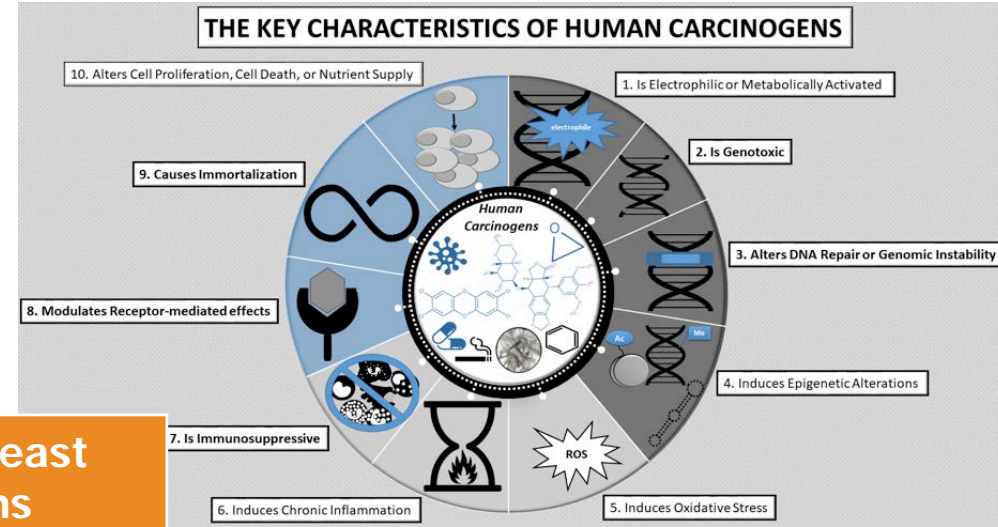 THE KEY CHARACTERISTICS OF HUMAN CARCINOGENS
10. Alters Cell Proliferation, Cell Death, or Nutrient Supply
1. Is Electrophilic or Metabolically Activated
electrophile
2. Is Genotoxic
9. Causes Immortalization
Human
Carcinogens
O
3. Alters DNA Repair or Genomic Instability
8. Modulates Receptor-mediated effects
Ac
Me
4. Induces Epigenetic Alterations
7. Is Immunosuppressive
ROS
6. Induces Chronic Inflammation
5. Induces Oxidative Stress